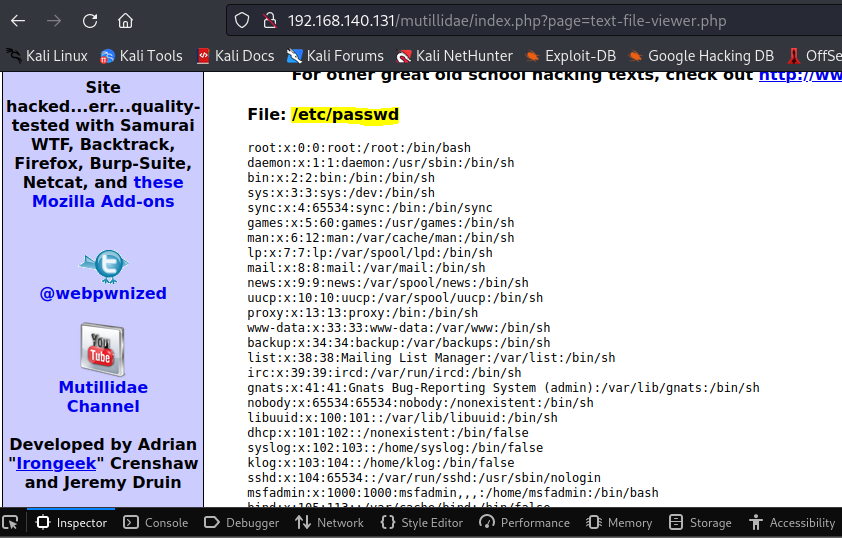 192.168.140.131/mutillidae/index.php?page=text-file-viewer.php
Kali Linux Kali Tools Kali Docs Kali Forums Kali NetHunter Exploit-DB Google Hacking DB OffSe
Site
hacked...err...quality-
tested with Samurai
WTF, Backtrack,
Firefox, Burp-Suite,
Netcat, and these
Mozilla Add-ons
@webpwnized
You
Tube
Mutillidae
Channel
Developed by Adrian
"Irongeek" Crenshaw
and Jeremy Druin
For other great old school hacking texts, check out http://ww
File: /etc/passwd
root:x:0:0:root:/root:/bin/bash
daemon:x:1:1:daemon:/usr/sbin:/bin/sh
bin:x:2:2:bin:/bin:/bin/sh
sys:x:3:3:sys:/dev:/bin/sh
sync:x:4:65534:sync:/bin:/bin/sync
games:x:5:60:games:/usr/games:/bin/sh
man:x:6:12:man:/var/cache/man:/bin/sh
lp:x:7:7:lp:/var/spool/lpd:/bin/sh
mail:x:8:8:mail:/var/mail:/bin/sh
news:x:9:9:news:/var/spool/news:/bin/sh
uucp:x:10:10:uucp:/var/spool/uucp:/bin/sh
proxy:x:13:13:proxy:/bin:/bin/sh
www-data:x:33:33:www-data:/var/www:/bin/sh
backup:x:34:34:backup:/var/backups:/bin/sh
list:x:38:38:Mailing List Manager:/var/list:/bin/sh
irc:x:39:39:ircd:/var/run/ircd:/bin/sh
gnats:x:41:41:Gnats Bug-Reporting System (admin):/var/lib/gnats:/bin/sh
nobody:x:65534:65534:nobody:/nonexistent:/bin/sh
libuuid:x:100:101::/var/lib/libuuid:/bin/sh
dhcp:x:101:102::/nonexistent:/bin/false
syslog:x:102:103::/home/syslog:/bin/false
klog:x:103:104::/home/klog:/bin/false
sshd:x:104:65534::/var/run/sshd:/usr/sbin/nologin
msfadmin:x:1000:1000:msfadmin,,,:/home/msfadmin:/bin/bash
bind:x:105:113::/var/cache/bind:/bin/false
Inspector Console Debugger Network Style Editor Performance Memory Storage Accessibility